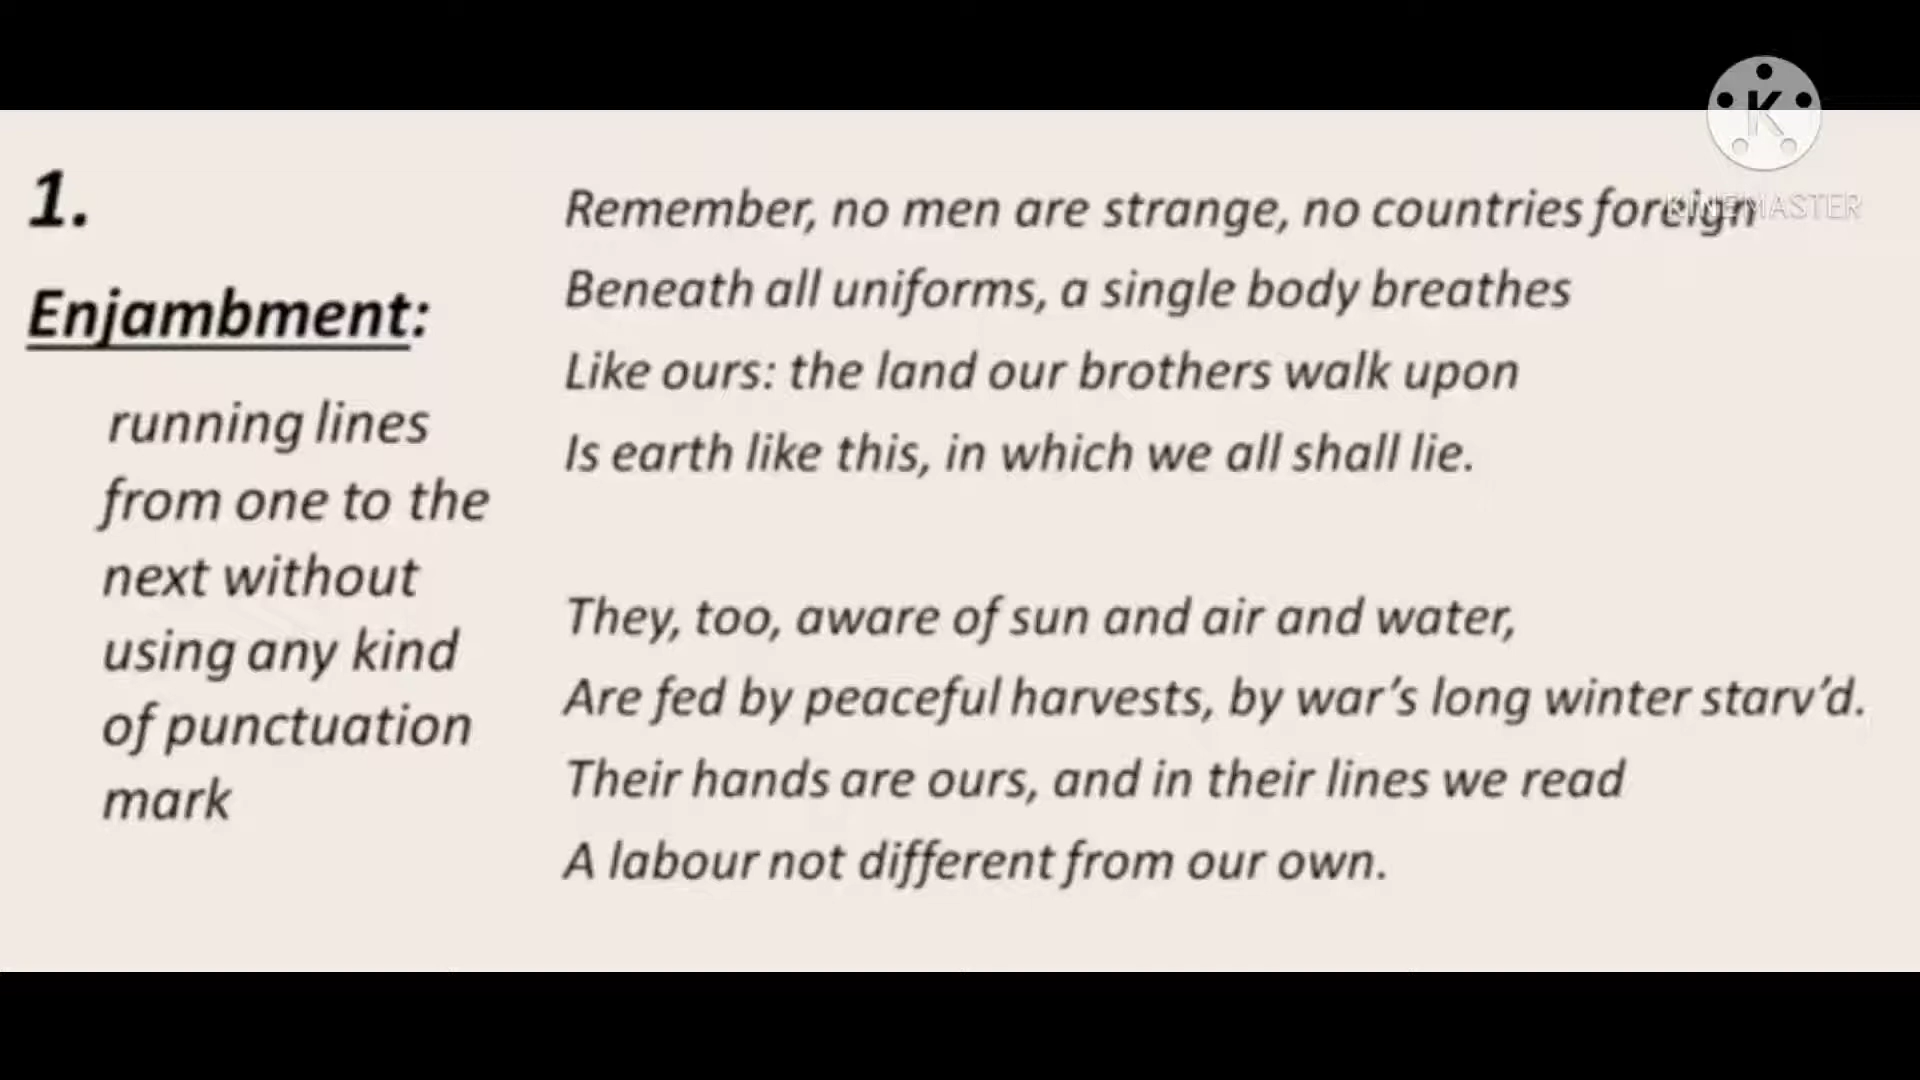 1.
Enjambment:
running lines
from one to the
next without
using any kind
of punctuation
mark
Remember, no men are strange, no countries foreign
Beneath all uniforms, a single body breathes
Like ours: the land our brothers walk upon
Is earth like this, in which we all shall lie.
They, too, aware of sun and air and water,
Are fed by peaceful harvests, by war's long winter starv'd.
Their hands are ours, and in their lines we read
A labour not different from our own.
K
KINEMASTER